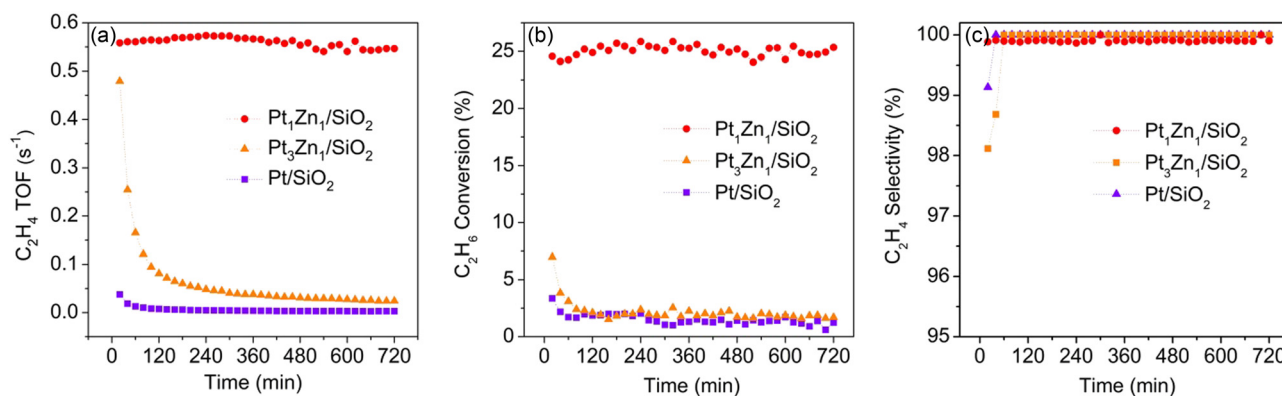 (a)
C₂H₄ TOF (s⁻¹)
0.6
0.5
0.4
0.3
0.2
0.1
0.0
Pt₁Zn₁/SiO₂
Pt₃Zn₁/SiO₂
Pt/SiO₂
0 120 240 360 480 600 720
Time (min)
(b)
C₂H₆ Conversion (%)
25
20
15
10
5
0
Pt₁Zn₁/SiO₂
Pt₃Zn₁/SiO₂
Pt/SiO₂
0 120 240 360 480 600 720
Time (min)
(c)
C₂H₄ Selectivity (%)
100
99
98
97
96
95
Pt₁Zn₁/SiO₂
Pt₃Zn₁/SiO₂
Pt/SiO₂
0 120 240 360 480 600 720
Time (min)